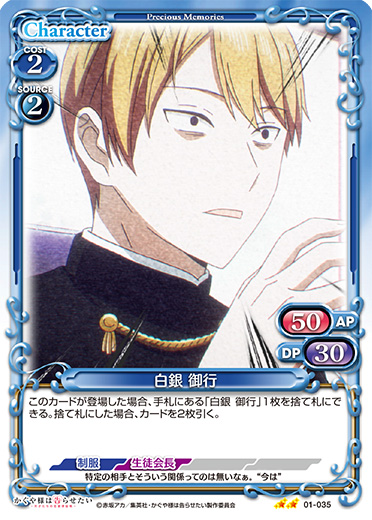 Precious Memories
Character
COST
2
SOURCE
2
50 AP
DP 30
白銀 御行
このカードが登場した場合、手札にある「白銀 御行」1枚を捨て札にで
きる。捨て札にした場合、カードを2枚引く。
制服 生徒会長
特定の相手とそういう関係ってのは無いなぁ。“今は”
かぐや様は告らせたい
©赤坂アカ/集英社・かぐや様は告らせたい製作委員会
01-035